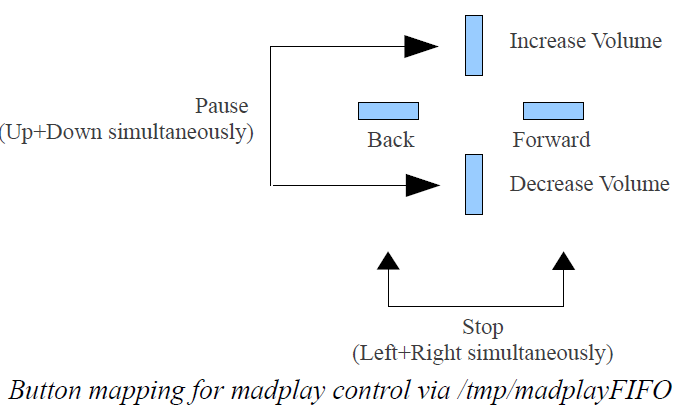 Increase Volume
Pause
(Up+Down simultaneously)
Back
Forward
Decrease Volume
Stop
(Left+Right simultaneously)
Button mapping for madplay control via /tmp/madplayFIFO